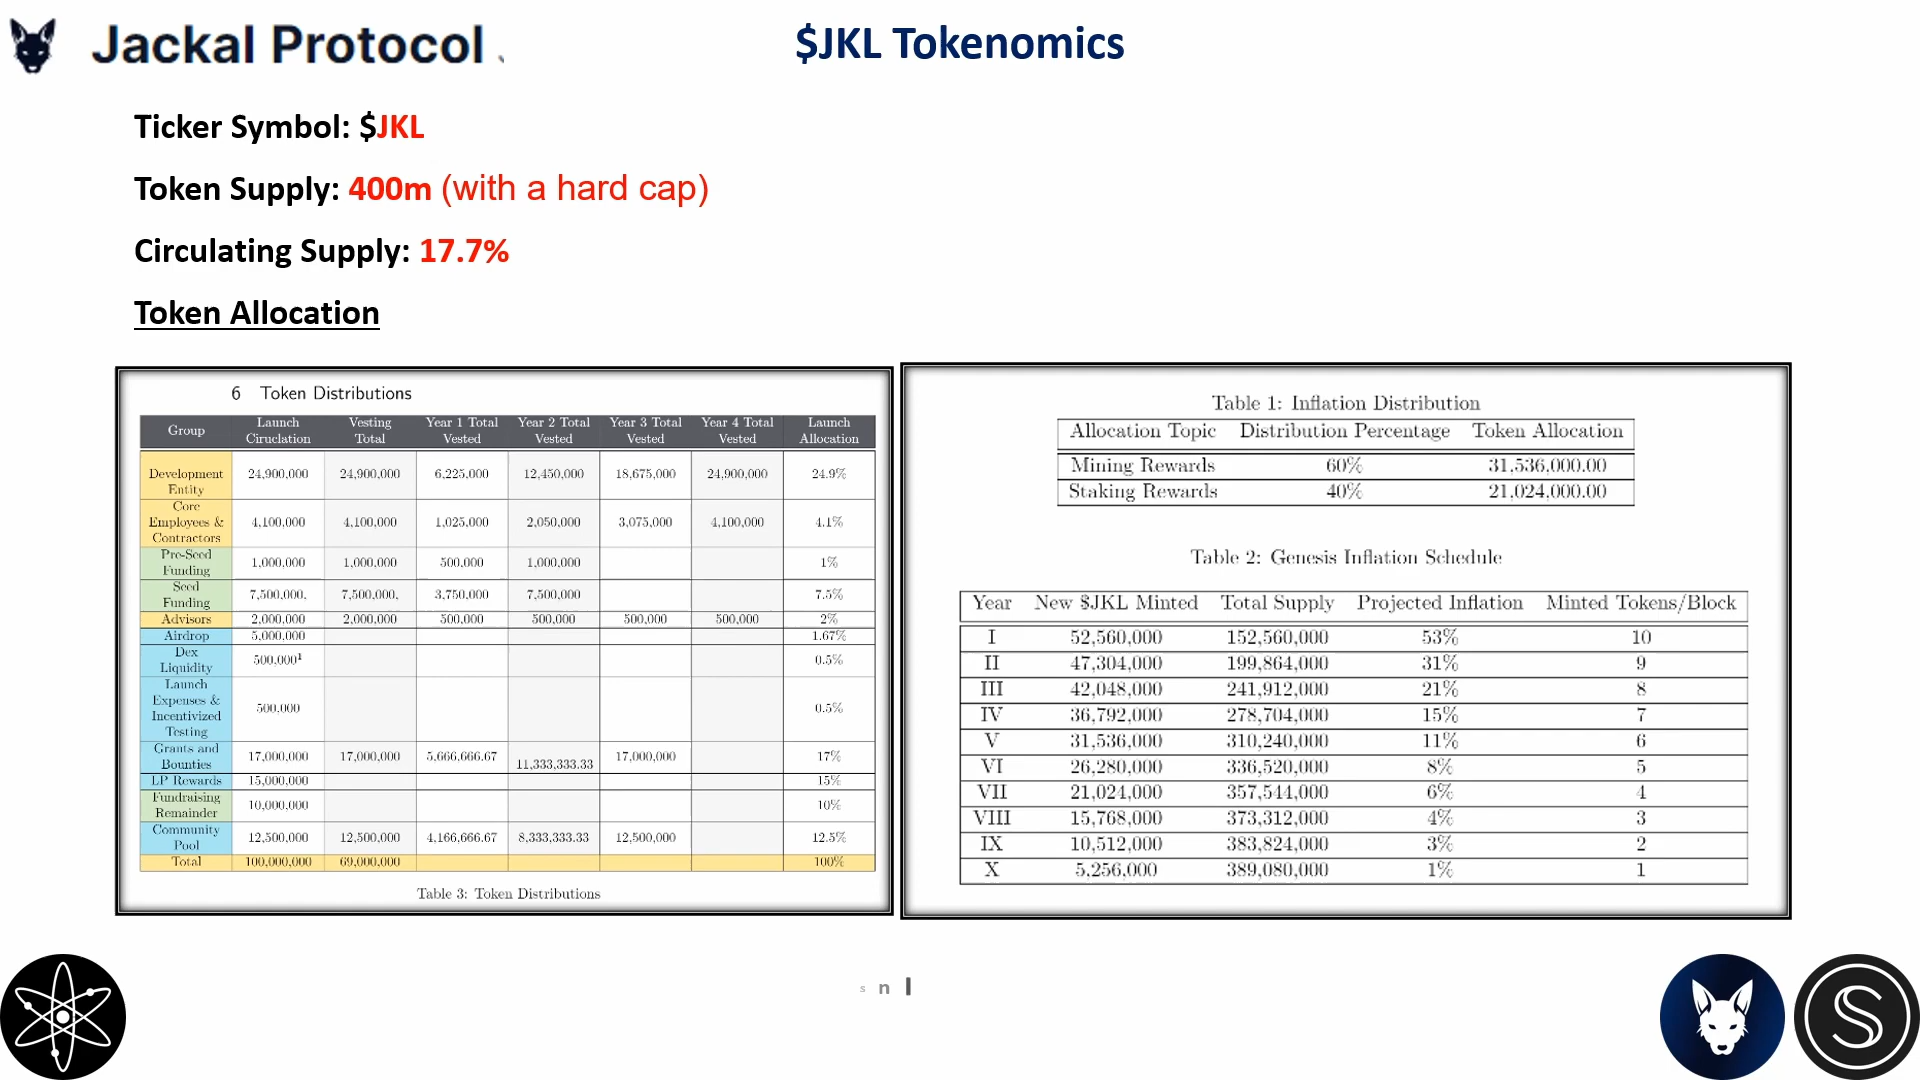 Jackal Protocol
$JKL Tokenomics
Ticker Symbol: $JKL
Token Supply: 400m (with a hard cap)
Circulating Supply: 17.7%
Token Allocation
6 Token Distributions
Group Launch Ciruclation Vesting Total Year 1 Total Vested Year 2 Total Vested Year 3 Total Vested Year 4 Total Vested Launch Allocation
Development Entity 24,900,000 24,900,000 6,225,000 12,450,000 18,675,000 24,900,000 24.9%
Core Employees & Contractors 4,100,000 4,100,000 1,025,000 2,050,000 3,075,000 4,100,000 4.1%
Pre-Seed Funding 1,000,000 1,000,000 500,000 1,000,000 1%
Seed Funding 7,500,000, 7,500,000, 3,750,000 7,500,000 7.5%
Advisors 2,000,000 2,000,000 500,000 500,000 500,000 500,000 2%
Airdrop 5,000,000 1.67%
Dex Liquidity 500,000¹ 0.5%
Launch Expenses & Incentivized Testing 500,000 0.5%
Grants and Bounties 17,000,000 17,000,000 5,666,666.67 11,333,333.33 17,000,000 17%
LP Rewards 15,000,000 15%
Fundraising Remainder 10,000,000 10%
Community Pool 12,500,000 12,500,000 4,166,666.67 8,333,333.33 12,500,000 12.5%
Total 100,000,000 69,000,000 100%
Table 3: Token Distributions
Table 1: Inflation Distribution
Allocation Topic Distribution Percentage Token Allocation
Mining Rewards 60% 31,536,000.00
Staking Rewards 40% 21,024,000.00
Table 2: Genesis Inflation Schedule
Year New $JKL Minted Total Supply Projected Inflation Minted Tokens/Block
I 52,560,000 152,560,000 53% 10
II 47,304,000 199,864,000 31% 9
III 42,048,000 241,912,000 21% 8
IV 36,792,000 278,704,000 15% 7
V 31,536,000 310,240,000 11% 6
VI 26,280,000 336,520,000 8% 5
VII 21,024,000 357,544,000 6% 4
VIII 15,768,000 373,312,000 4% 3
IX 10,512,000 383,824,000 3% 2
X 5,256,000 389,080,000 1% 1
s n l